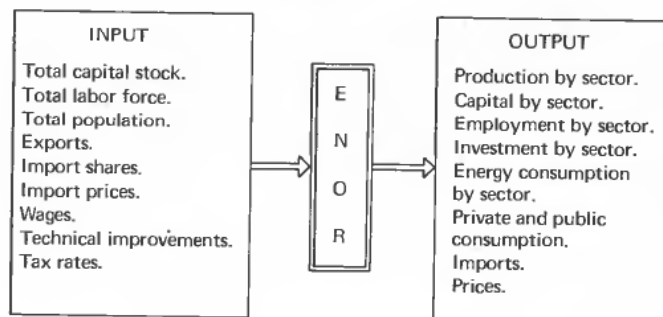 INPUT
Total capital stock.
Total labor force.
Total population.
Exports.
Import shares.
Import prices.
Wages.
Technical improvements.
Tax rates.
E
N
O
R
OUTPUT
Production by sector.
Capital by sector.
Employment by sector.
Investment by sector.
Energy consumption
by sector.
Private and public
consumption.
Imports.
Prices.